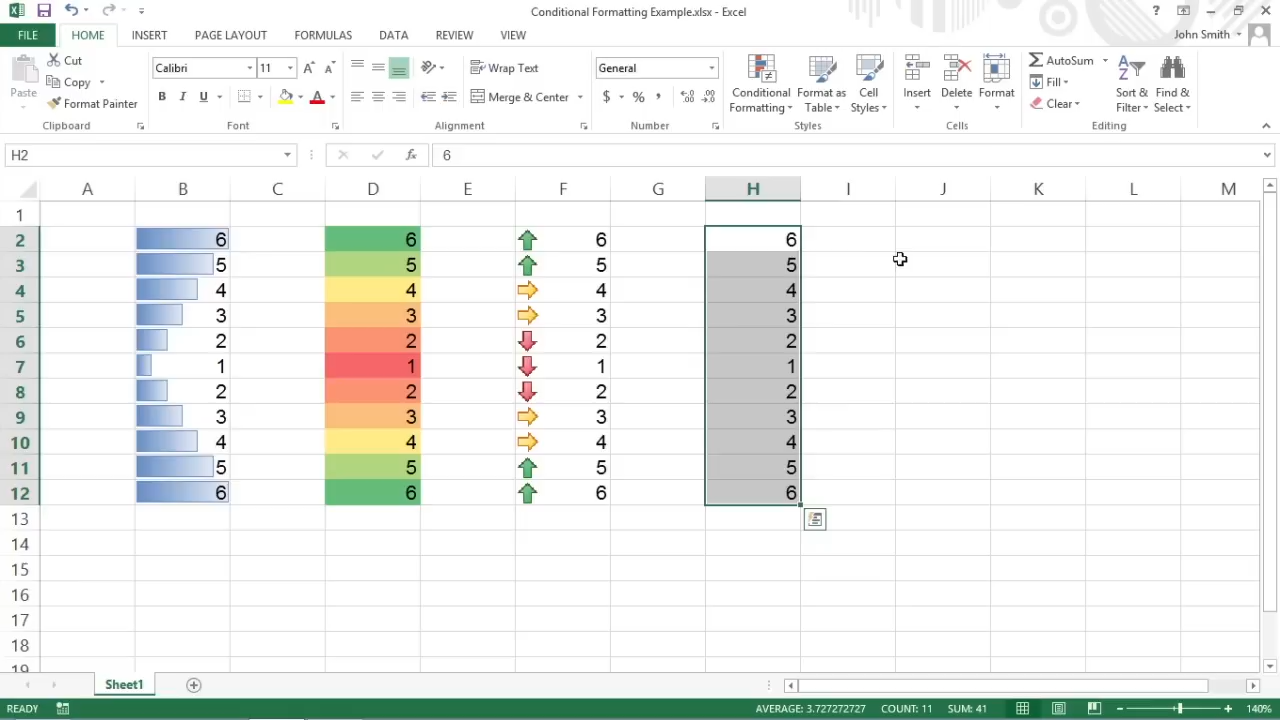 Conditional Formatting Example.xlsx - Excel
?
FILE HOME INSERT PAGE LAYOUT FORMULAS DATA REVIEW VIEW John Smith
Paste
Cut
Copy
Format Painter
Clipboard
Calibri 11
B I U A
Font
Wrap Text
Merge & Center
Alignment
General
$ % ,
Number
Conditional Formatting
Format as Table
Cell Styles
Styles
Insert Delete Format
Cells
AutoSum
Fill
Clear
Sort & Filter
Find & Select
Editing
H2 fx 6
A B C D E F G H I J K L M
1
2 6 6 6 6
3 5 5 5 5
4 4 4 4 4
5 3 3 3 3
6 2 2 2 2
7 1 1 1 1
8 2 2 2 2
9 3 3 3 3
10 4 4 4 4
11 5 5 5 5
12 6 6 6 6
13
14
15
16
17
18
19
Sheet1
READY AVERAGE: 3.727272727 COUNT: 11 SUM: 41 140%